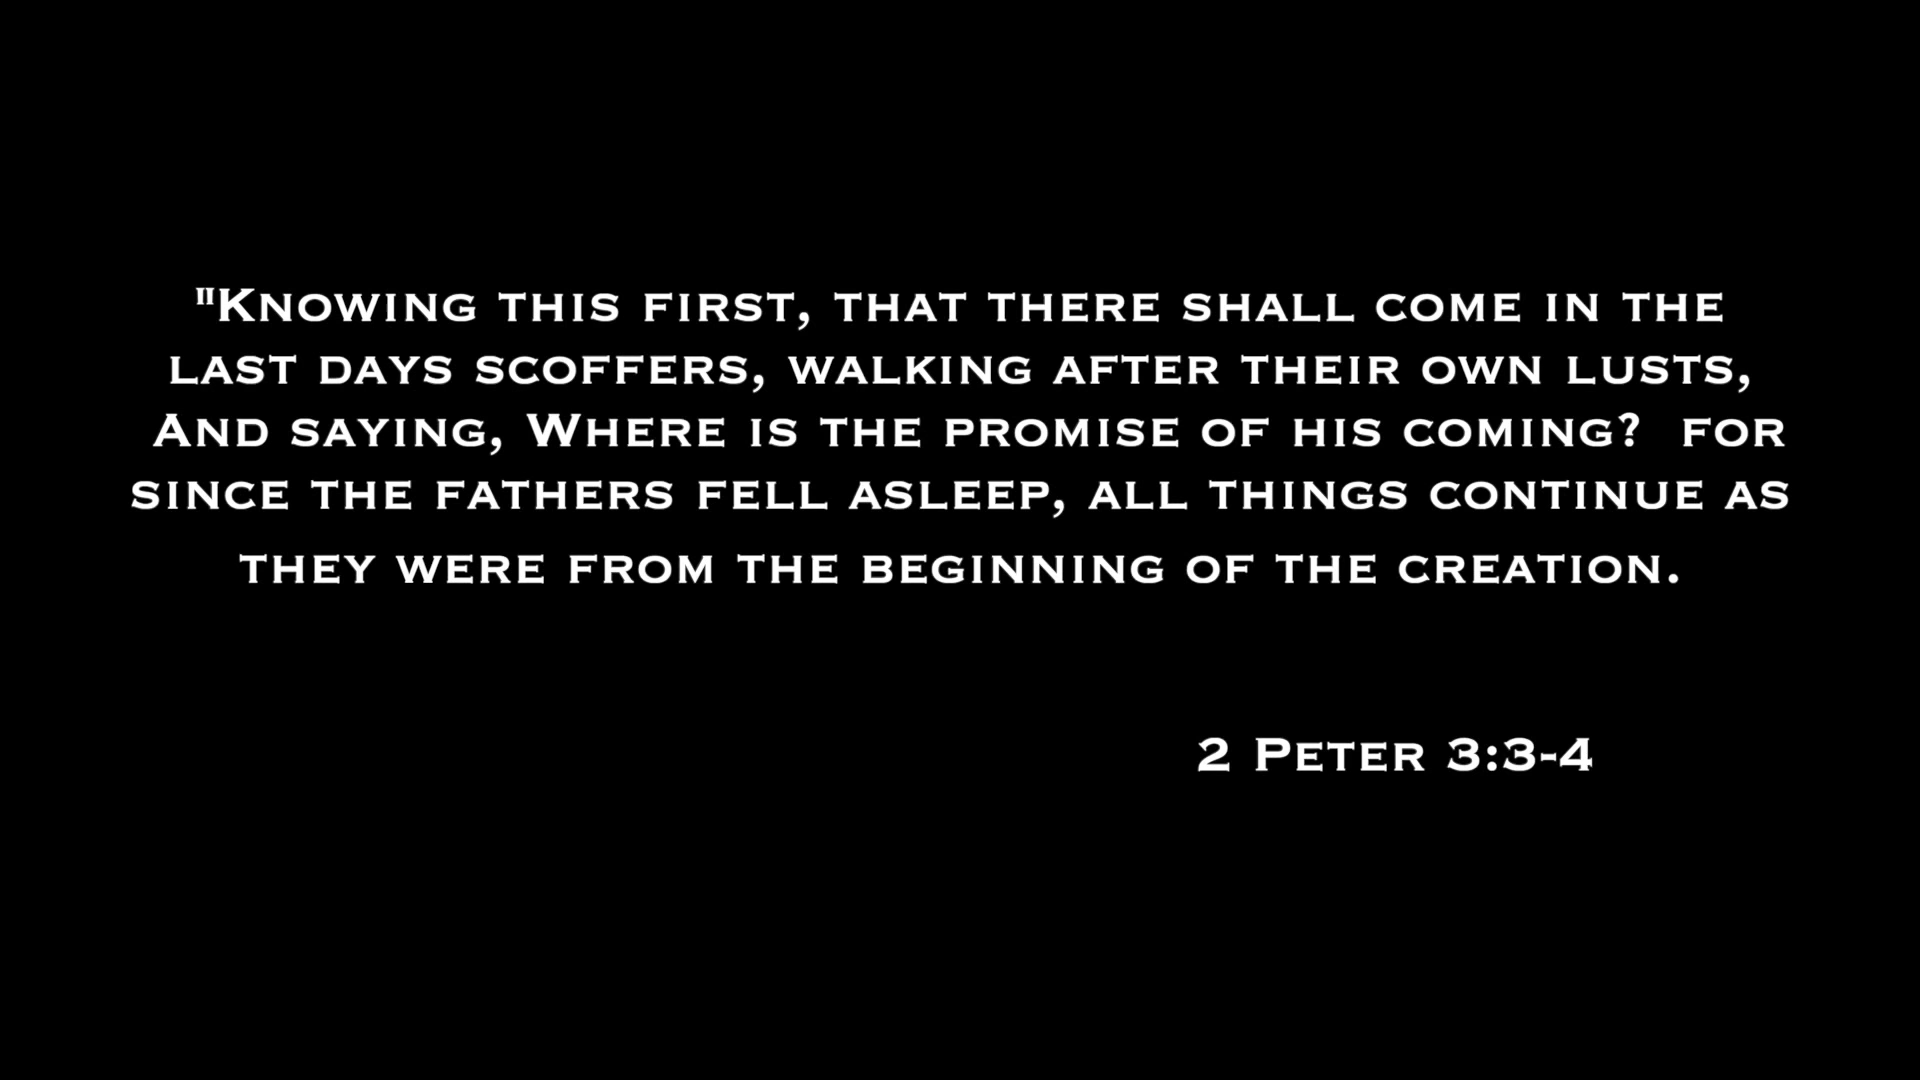 "Knowing this first, that there shall come in the
last days scoffers, walking after their own lusts,
And saying, Where is the promise of his coming?  for
since the fathers fell asleep, all things continue as
they were from the beginning of the creation.
2 Peter 3:3-4